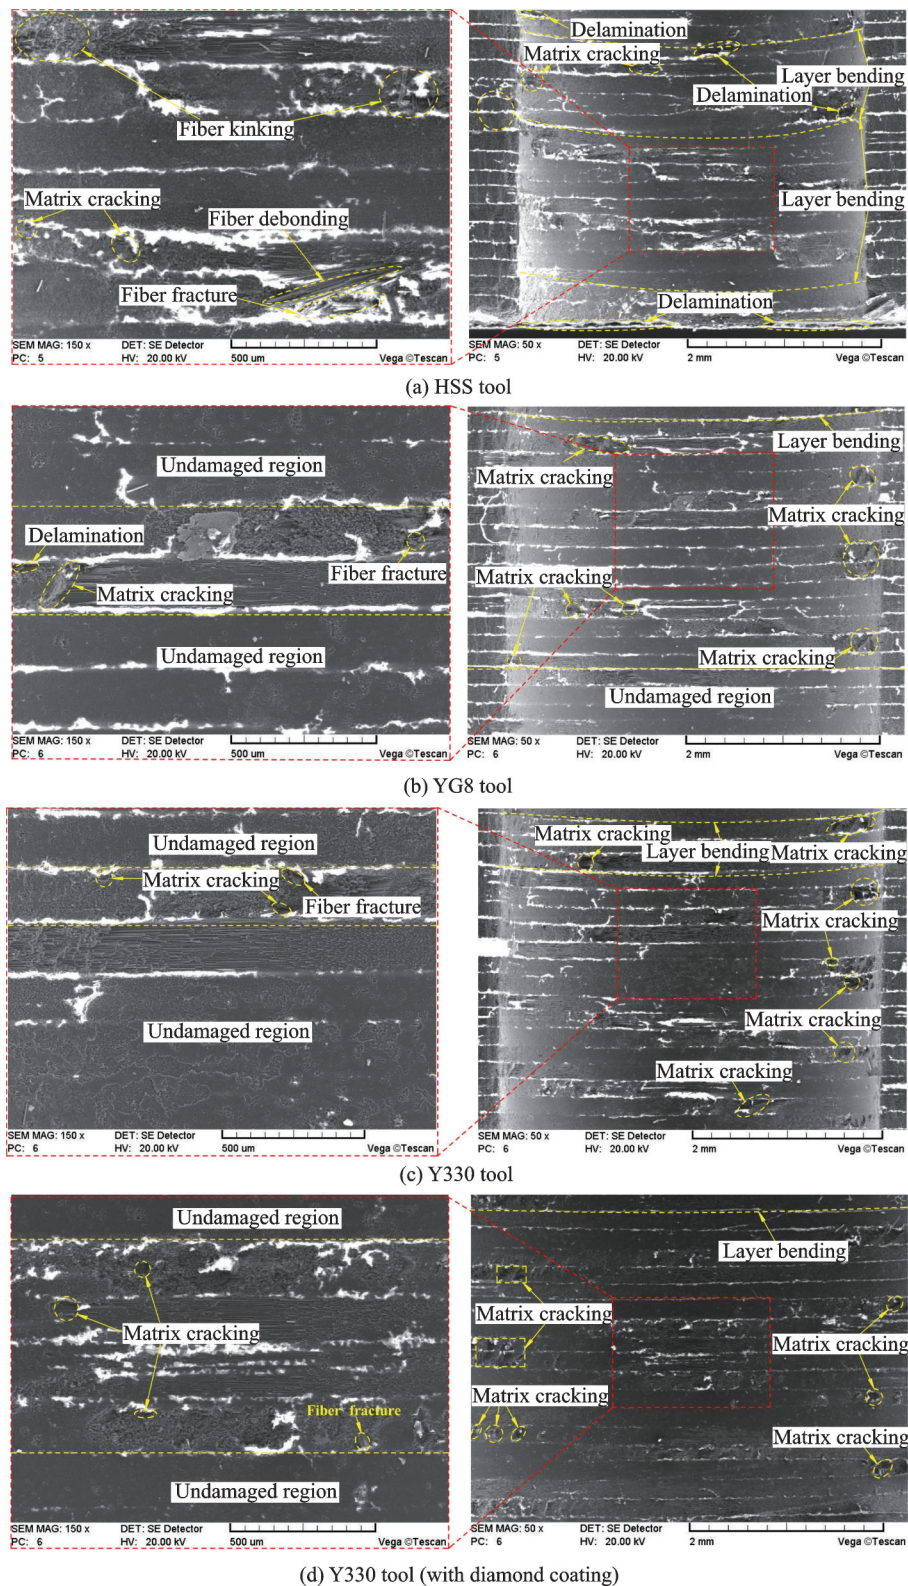 Delamination
Matrix cracking
Layer bending
Delamination
Fiber kinking
Matrix cracking
Fiber debonding
Layer bending
Fiber fracture
Delamination
SEM MAG: 150 x DET: SE Detector
PC: 5 HV: 20.00 kV 500 um Vega ©Tescan
SEM MAG: 50 x DET: SE Detector
PC: 5 HV: 20.00 kV 2 mm Vega ©Tescan
(a) HSS tool
Undamaged region
Delamination
Matrix cracking
Fiber fracture
Undamaged region
Layer bending
Matrix cracking
Matrix cracking
Matrix cracking
Matrix cracking
Undamaged region
SEM MAG: 150 x DET: SE Detector
PC: 6 HV: 20.00 kV 500 um Vega ©Tescan
SEM MAG: 50 x DET: SE Detector
PC: 6 HV: 20.00 kV 2 mm Vega ©Tescan
(b) YG8 tool
Undamaged region
Matrix cracking
Fiber fracture
Undamaged region
Matrix cracking
Layer bending
Matrix cracking
Matrix cracking
Matrix cracking
Matrix cracking
SEM MAG: 150 x DET: SE Detector
PC: 6 HV: 20.00 kV 500 um Vega ©Tescan
SEM MAG: 50 x DET: SE Detector
PC: 6 HV: 20.00 kV 2 mm Vega ©Tescan
(c) Y330 tool
Undamaged region
Matrix cracking
Fiber fracture
Undamaged region
Layer bending
Matrix cracking
Matrix cracking
Matrix cracking
Matrix cracking
SEM MAG: 150 x DET: SE Detector
PC: 6 HV: 20.00 kV 500 um Vega ©Tescan
SEM MAG: 50 x DET: SE Detector
PC: 6 HV: 20.00 kV 2 mm Vega ©Tescan
(d) Y330 tool (with diamond coating)